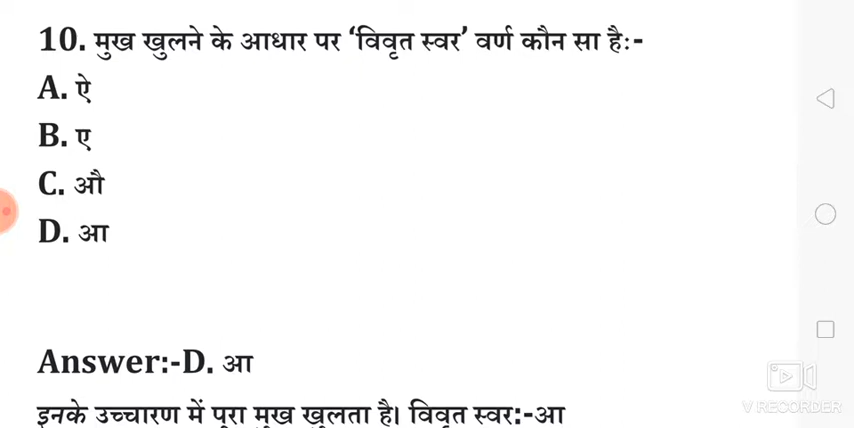 10. मुख खुलने के आधार पर ‘विवृत स्वर’ वर्ण कौन सा है:-
A. ऐ
B. ए
C. औ
D. आ
Answer:-D. आ
इनके उच्चारण में पूरा मुख खुलता है। विवृत स्वर:-आ
V RECORDER